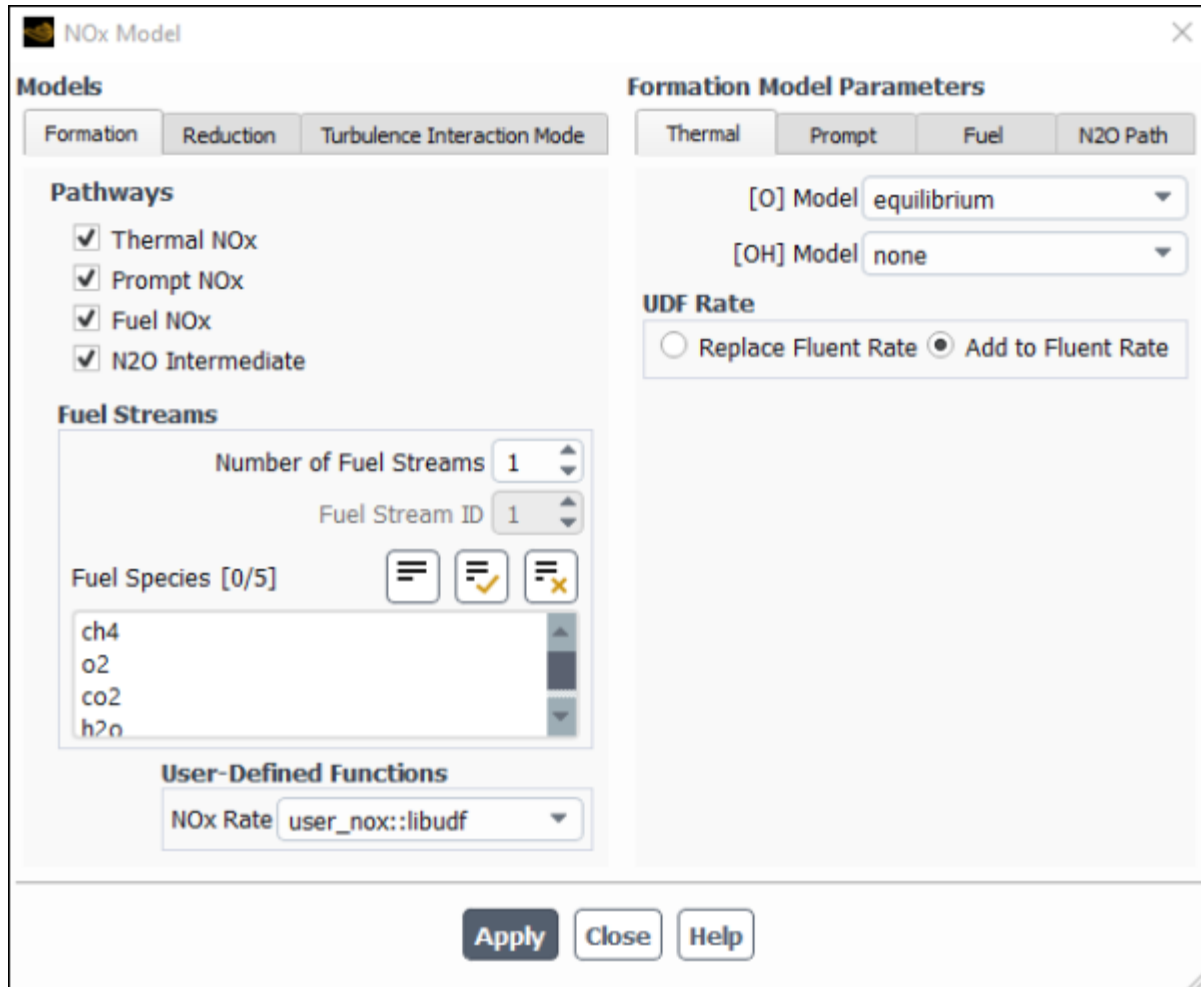 NOx Model
Models
Formation Reduction Turbulence Interaction Mode
Pathways
Thermal NOx
Prompt NOx
Fuel NOx
N2O Intermediate
Fuel Streams
Number of Fuel Streams 1
Fuel Stream ID 1
Fuel Species [0/5]
ch4
o2
co2
h2o
User-Defined Functions
NOx Rate user_nox::libudf
Formation Model Parameters
Thermal Prompt Fuel N2O Path
[O] Model equilibrium
[OH] Model none
UDF Rate
Replace Fluent Rate Add to Fluent Rate
Apply Close Help